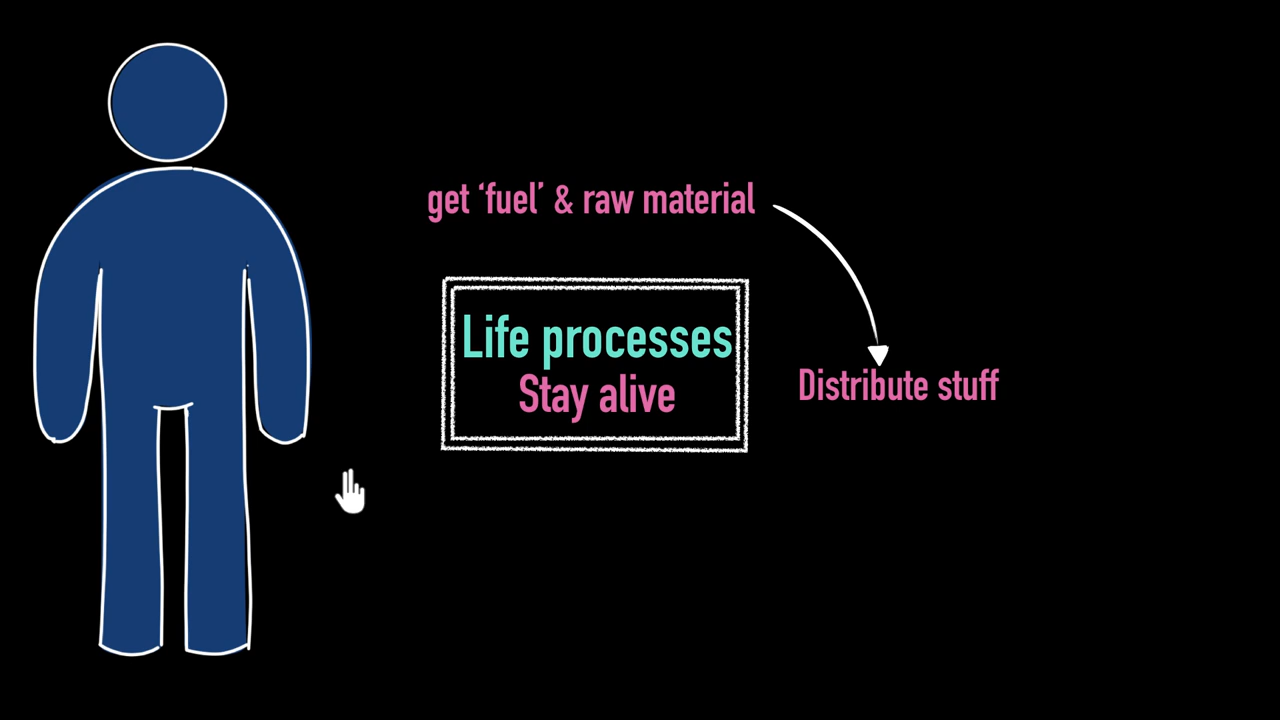 get ‘fuel’ & raw material
Life processes
Stay alive
Distribute stuff